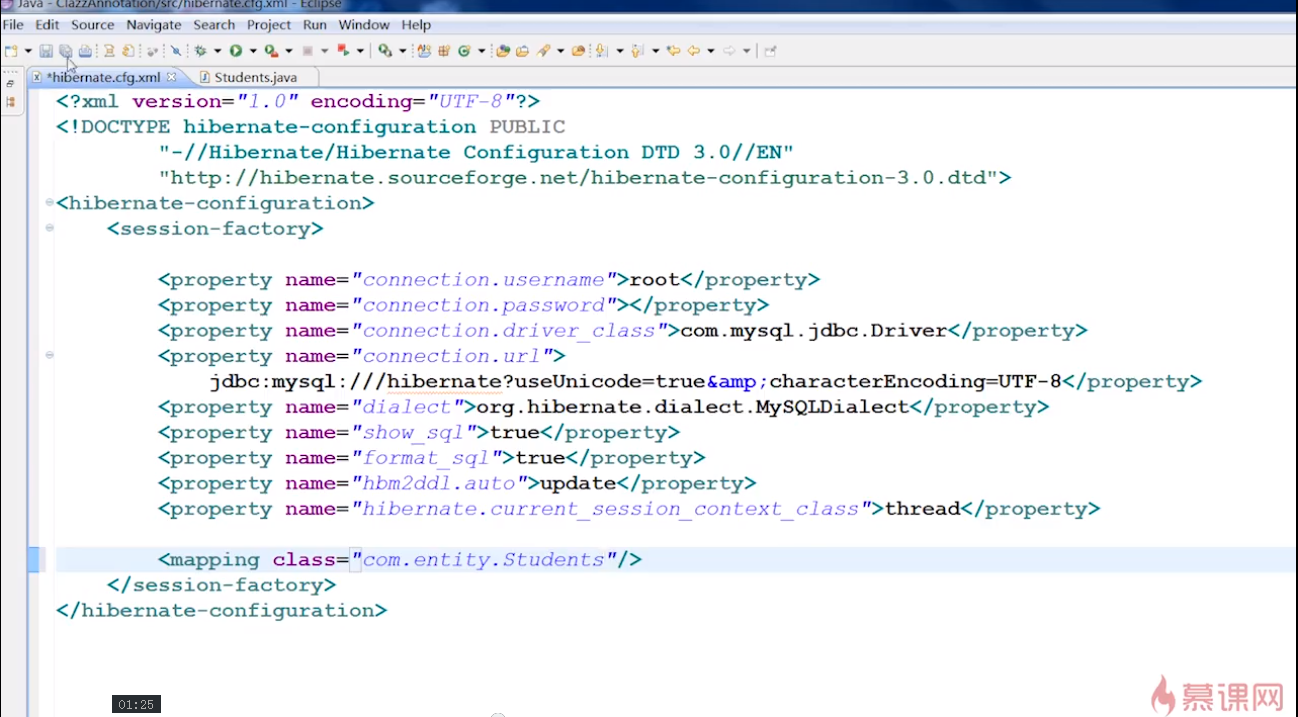 Java - ClazzAnnotation/src/hibernate.cfg.xml - Eclipse
File Edit Source Navigate Search Project Run Window Help
*hibernate.cfg.xml Students.java
<?xml version="1.0" encoding="UTF-8"?>
<!DOCTYPE hibernate-configuration PUBLIC
"-//Hibernate/Hibernate Configuration DTD 3.0//EN"
"http://hibernate.sourceforge.net/hibernate-configuration-3.0.dtd">
<hibernate-configuration>
<session-factory>
<property name="connection.username">root</property>
<property name="connection.password"></property>
<property name="connection.driver_class">com.mysql.jdbc.Driver</property>
<property name="connection.url">
jdbc:mysql:///hibernate?useUnicode=true&amp;characterEncoding=UTF-8</property>
<property name="dialect">org.hibernate.dialect.MySQLDialect</property>
<property name="show_sql">true</property>
<property name="format_sql">true</property>
<property name="hbm2ddl.auto">update</property>
<property name="hibernate.current_session_context_class">thread</property>
<mapping class="com.entity.Students"/>
</session-factory>
</hibernate-configuration>
01:25
慕课网